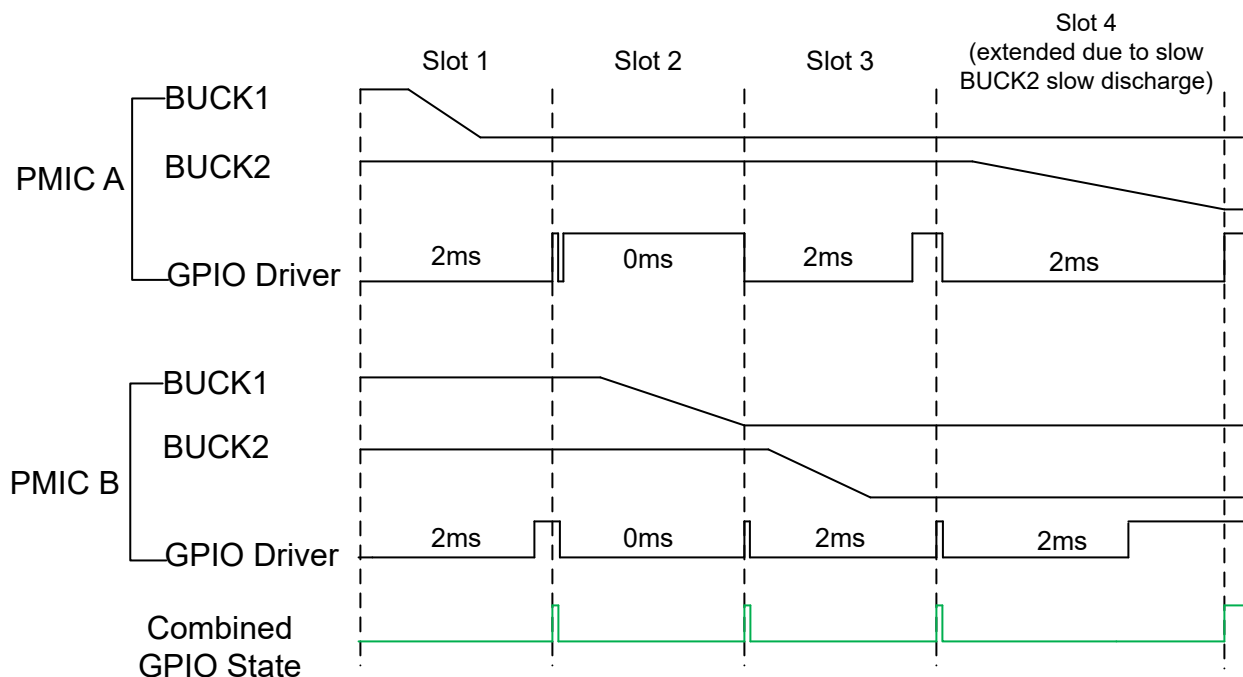 Slot 1
Slot 2
Slot 3
Slot 4
(extended due to slow
BUCK2 slow discharge)
PMIC A
BUCK1
BUCK2
GPIO Driver
2ms
0ms
2ms
2ms
PMIC B
BUCK1
BUCK2
GPIO Driver
2ms
0ms
2ms
2ms
Combined
GPIO State